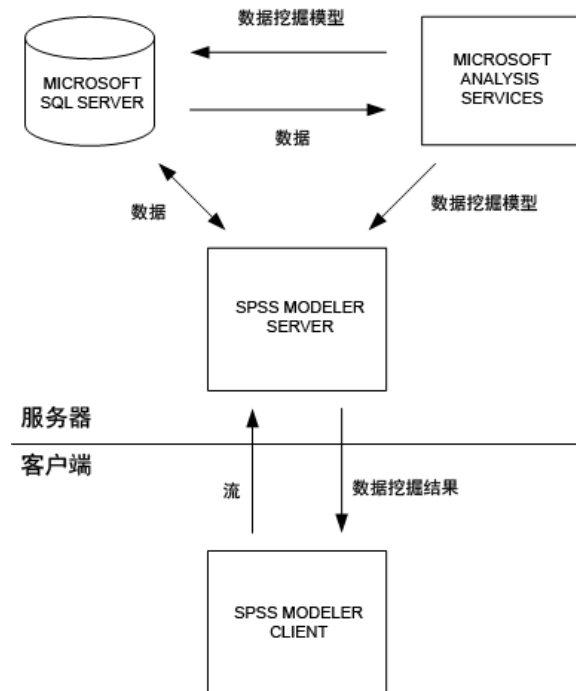 数据挖掘模型
MICROSOFT
SQL SERVER
MICROSOFT
ANALYSIS
SERVICES
数据
数据
数据挖掘模型
SPSS MODELER
SERVER
服务器
客户端
流
数据挖掘结果
SPSS MODELER
CLIENT